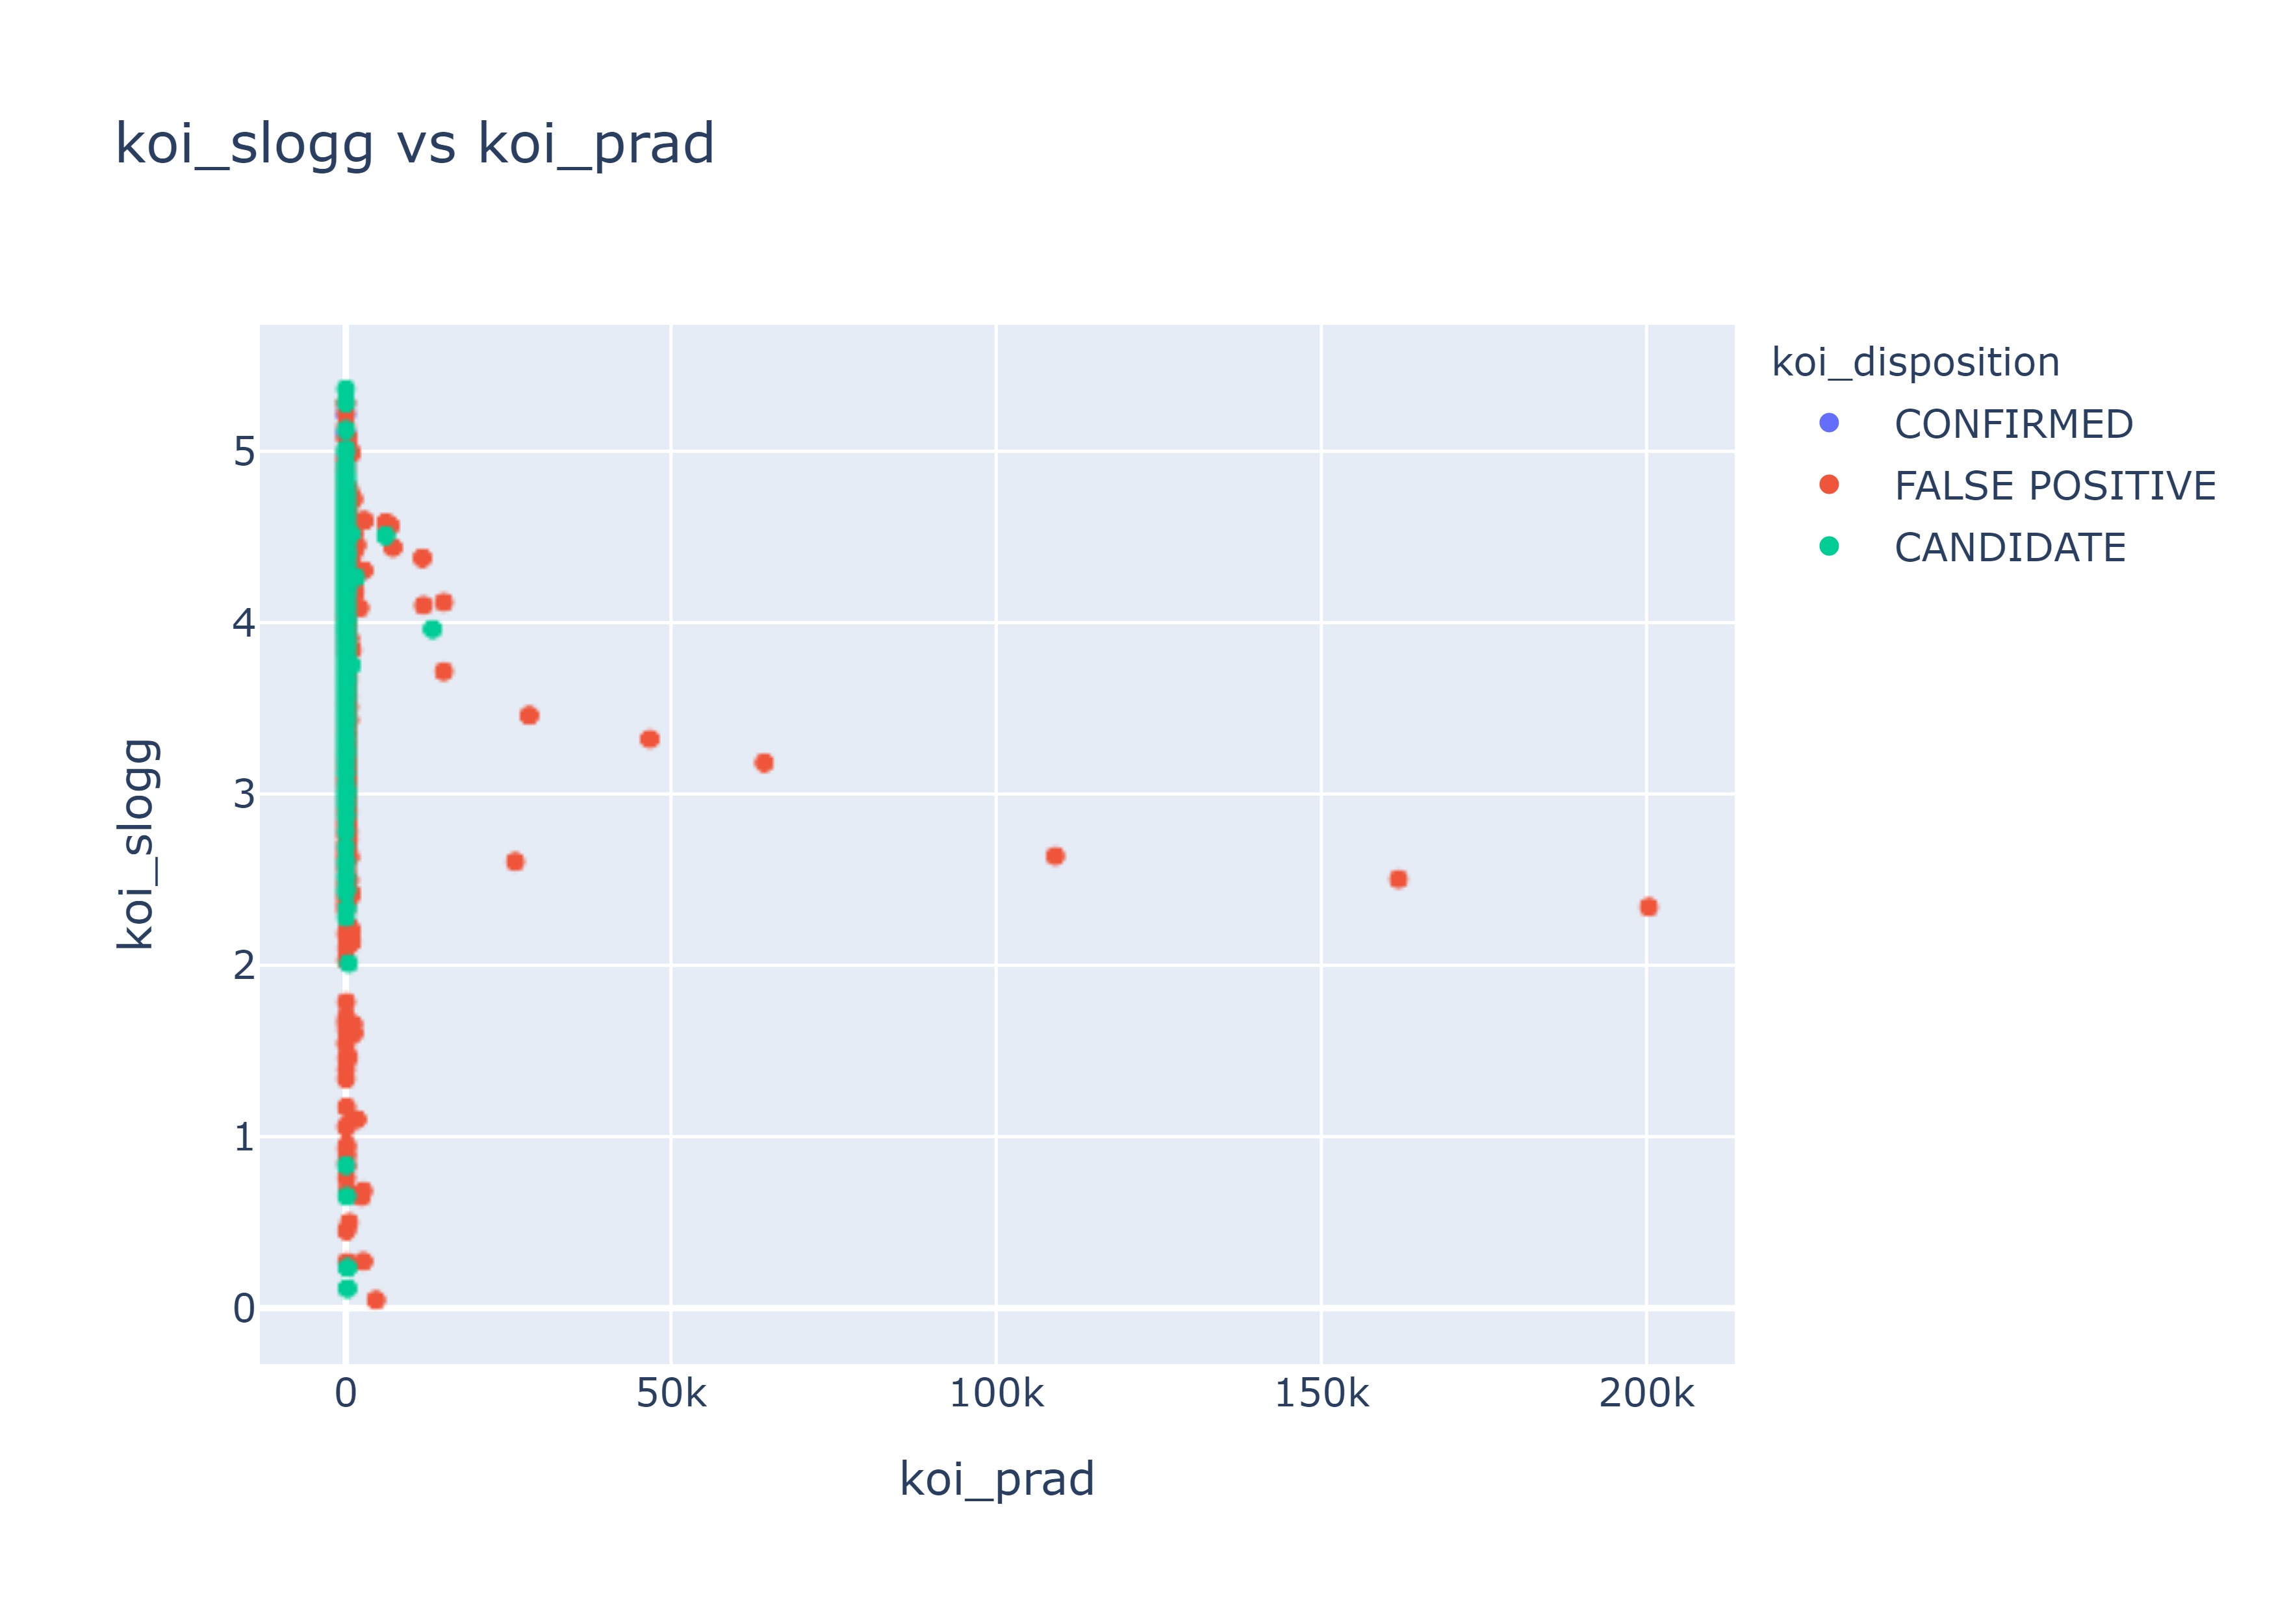 koi_slogg vs koi_prad
koi_disposition
CONFIRMED
FALSE POSITIVE
CANDIDATE
koi_slogg
5
4
3
2
1
0
0
50k
100k
150k
200k
koi_prad